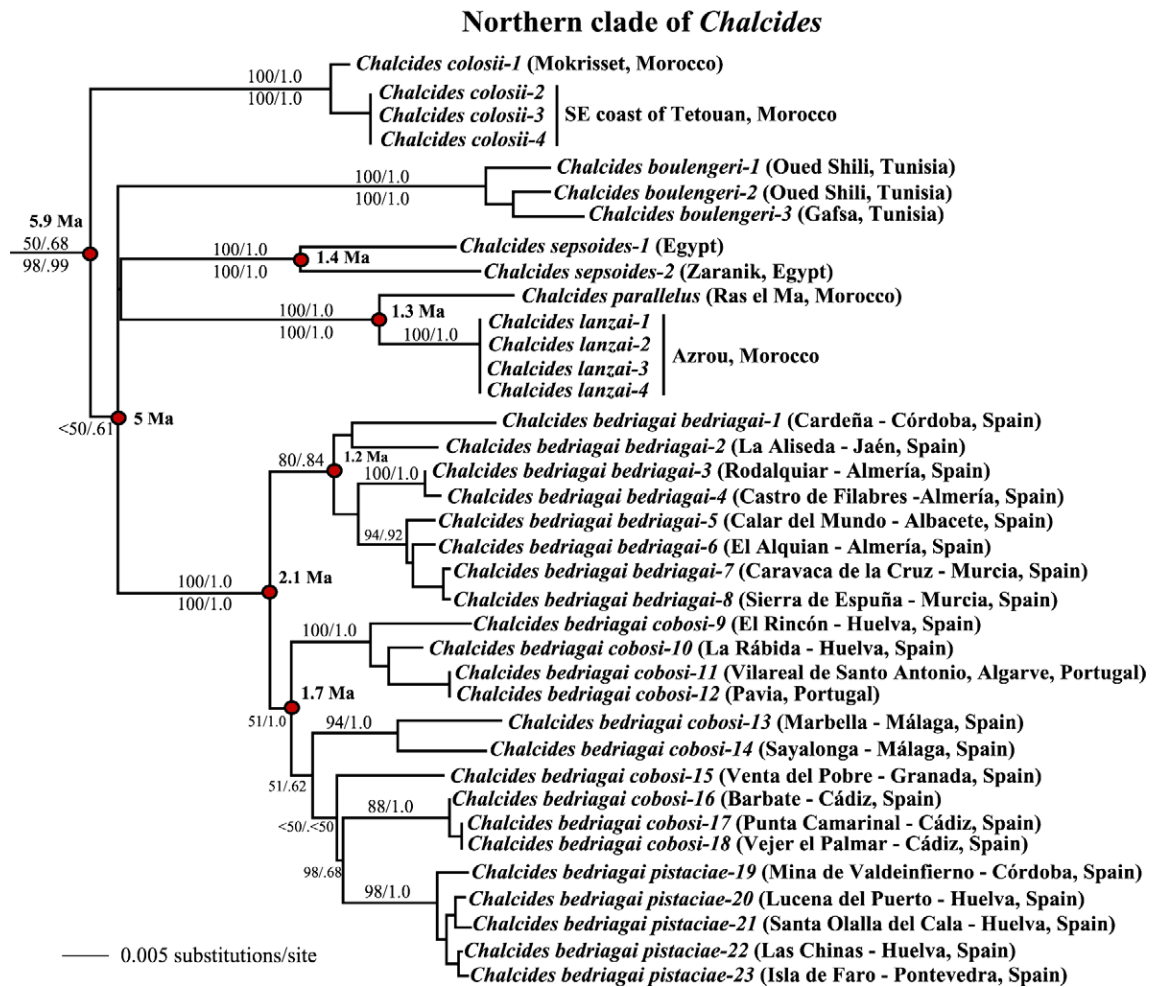 Northern clade of Chalcides
Chalcides colosii-1 (Mokrisset, Morocco)
100/1.0
100/1.0
Chalcides colosii-2
Chalcides colosii-3
SE coast of Tetouan, Morocco
Chalcides colosii-4
Chalcides boulengeri-1 (Oued Shili, Tunisia)
100/1.0
100/1.0
Chalcides boulengeri-2 (Oued Shili, Tunisia)
Chalcides boulengeri-3 (Gafsa, Tunisia)
5.9 Ma
50/.68
98/.99
100/1.0
100/1.0
Chalcides sepsoides-1 (Egypt)
1.4 Ma
Chalcides sepsoides-2 (Zaranik, Egypt)
Chalcides parallelus (Ras el Ma, Morocco)
100/1.0
100/1.0
1.3 Ma
100/1.0
Chalcides lanzai-1
Chalcides lanzai-2
Azrou, Morocco
Chalcides lanzai-3
Chalcides lanzai-4
5 Ma
<50/.61
Chalcides bedriagai bedriagai-1 (Cardeña - Córdoba, Spain)
Chalcides bedriagai bedriagai-2 (La Aliseda - Jaén, Spain)
80/.84
1.2 Ma
100/1.0
Chalcides bedriagai bedriagai-3 (Rodalquiar - Almería, Spain)
Chalcides bedriagai bedriagai-4 (Castro de Filabres -Almería, Spain)
94/.92
Chalcides bedriagai bedriagai-5 (Calar del Mundo - Albacete, Spain)
Chalcides bedriagai bedriagai-6 (El Alquian - Almería, Spain)
Chalcides bedriagai bedriagai-7 (Caravaca de la Cruz - Murcia, Spain)
Chalcides bedriagai bedriagai-8 (Sierra de Espuña - Murcia, Spain)
100/1.0
100/1.0
2.1 Ma
100/1.0
Chalcides bedriagai cobosi-9 (El Rincón - Huelva, Spain)
Chalcides bedriagai cobosi-10 (La Rábida - Huelva, Spain)
Chalcides bedriagai cobosi-11 (Vilareal de Santo Antonio, Algarve, Portugal)
Chalcides bedriagai cobosi-12 (Pavia, Portugal)
1.7 Ma
51/1.0
94/1.0
Chalcides bedriagai cobosi-13 (Marbella - Málaga, Spain)
Chalcides bedriagai cobosi-14 (Sayalonga - Málaga, Spain)
51/.62
Chalcides bedriagai cobosi-15 (Venta del Pobre - Granada, Spain)
<50/.<50
88/1.0
Chalcides bedriagai cobosi-16 (Barbate - Cádiz, Spain)
Chalcides bedriagai cobosi-17 (Punta Camarinal - Cádiz, Spain)
Chalcides bedriagai cobosi-18 (Vejer el Palmar - Cádiz, Spain)
98/.68
98/1.0
Chalcides bedriagai pistaciae-19 (Mina de Valdeinfierno - Córdoba, Spain)
Chalcides bedriagai pistaciae-20 (Lucena del Puerto - Huelva, Spain)
Chalcides bedriagai pistaciae-21 (Santa Olalla del Cala - Huelva, Spain)
Chalcides bedriagai pistaciae-22 (Las Chinas - Huelva, Spain)
Chalcides bedriagai pistaciae-23 (Isla de Faro - Pontevedra, Spain)
0.005 substitutions/site